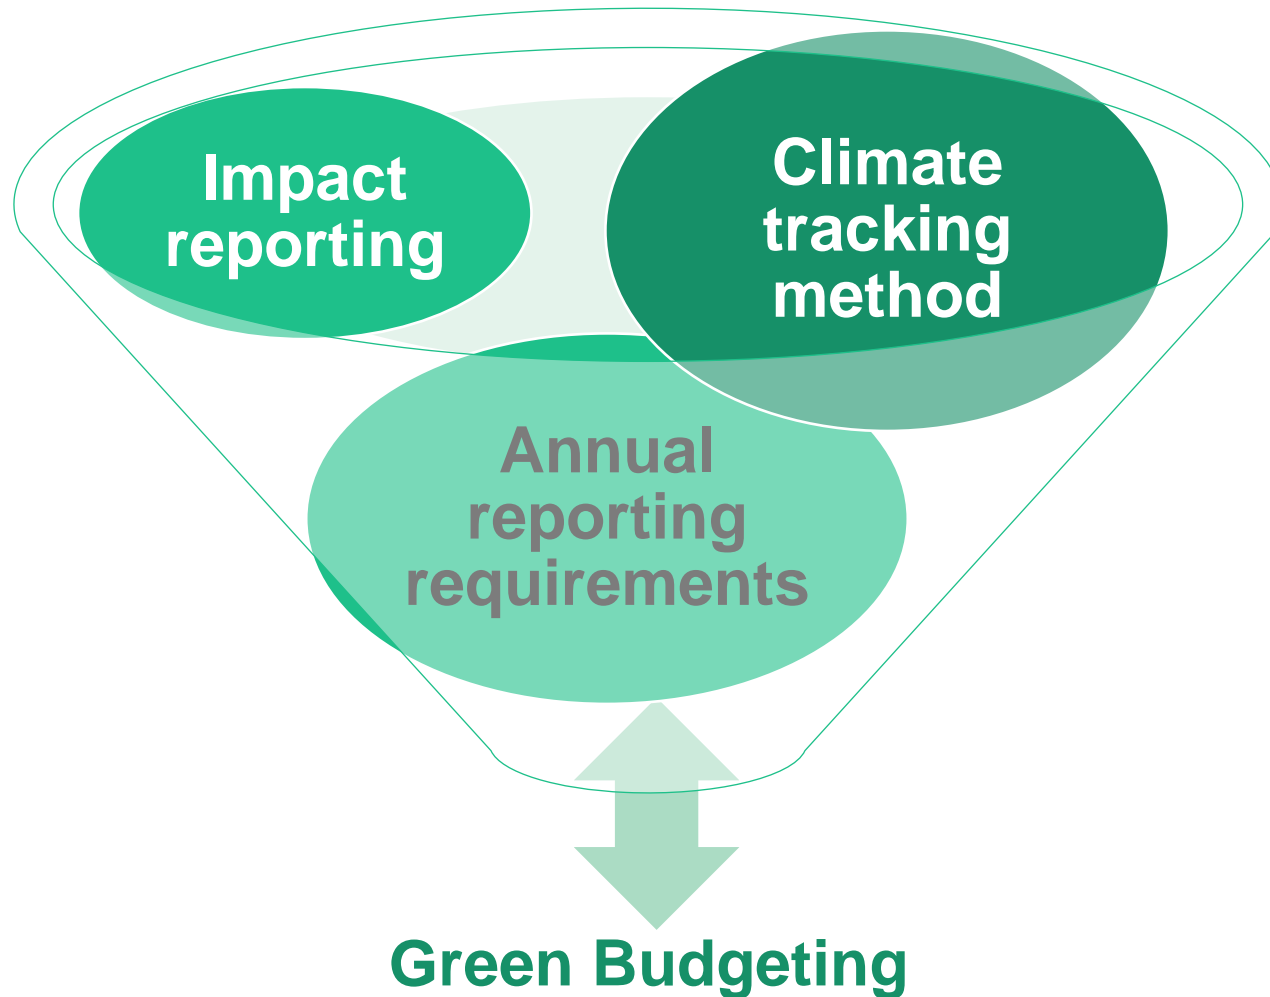 Impact
reporting
Climate
tracking
method
Annual
reporting
requirements
Green Budgeting